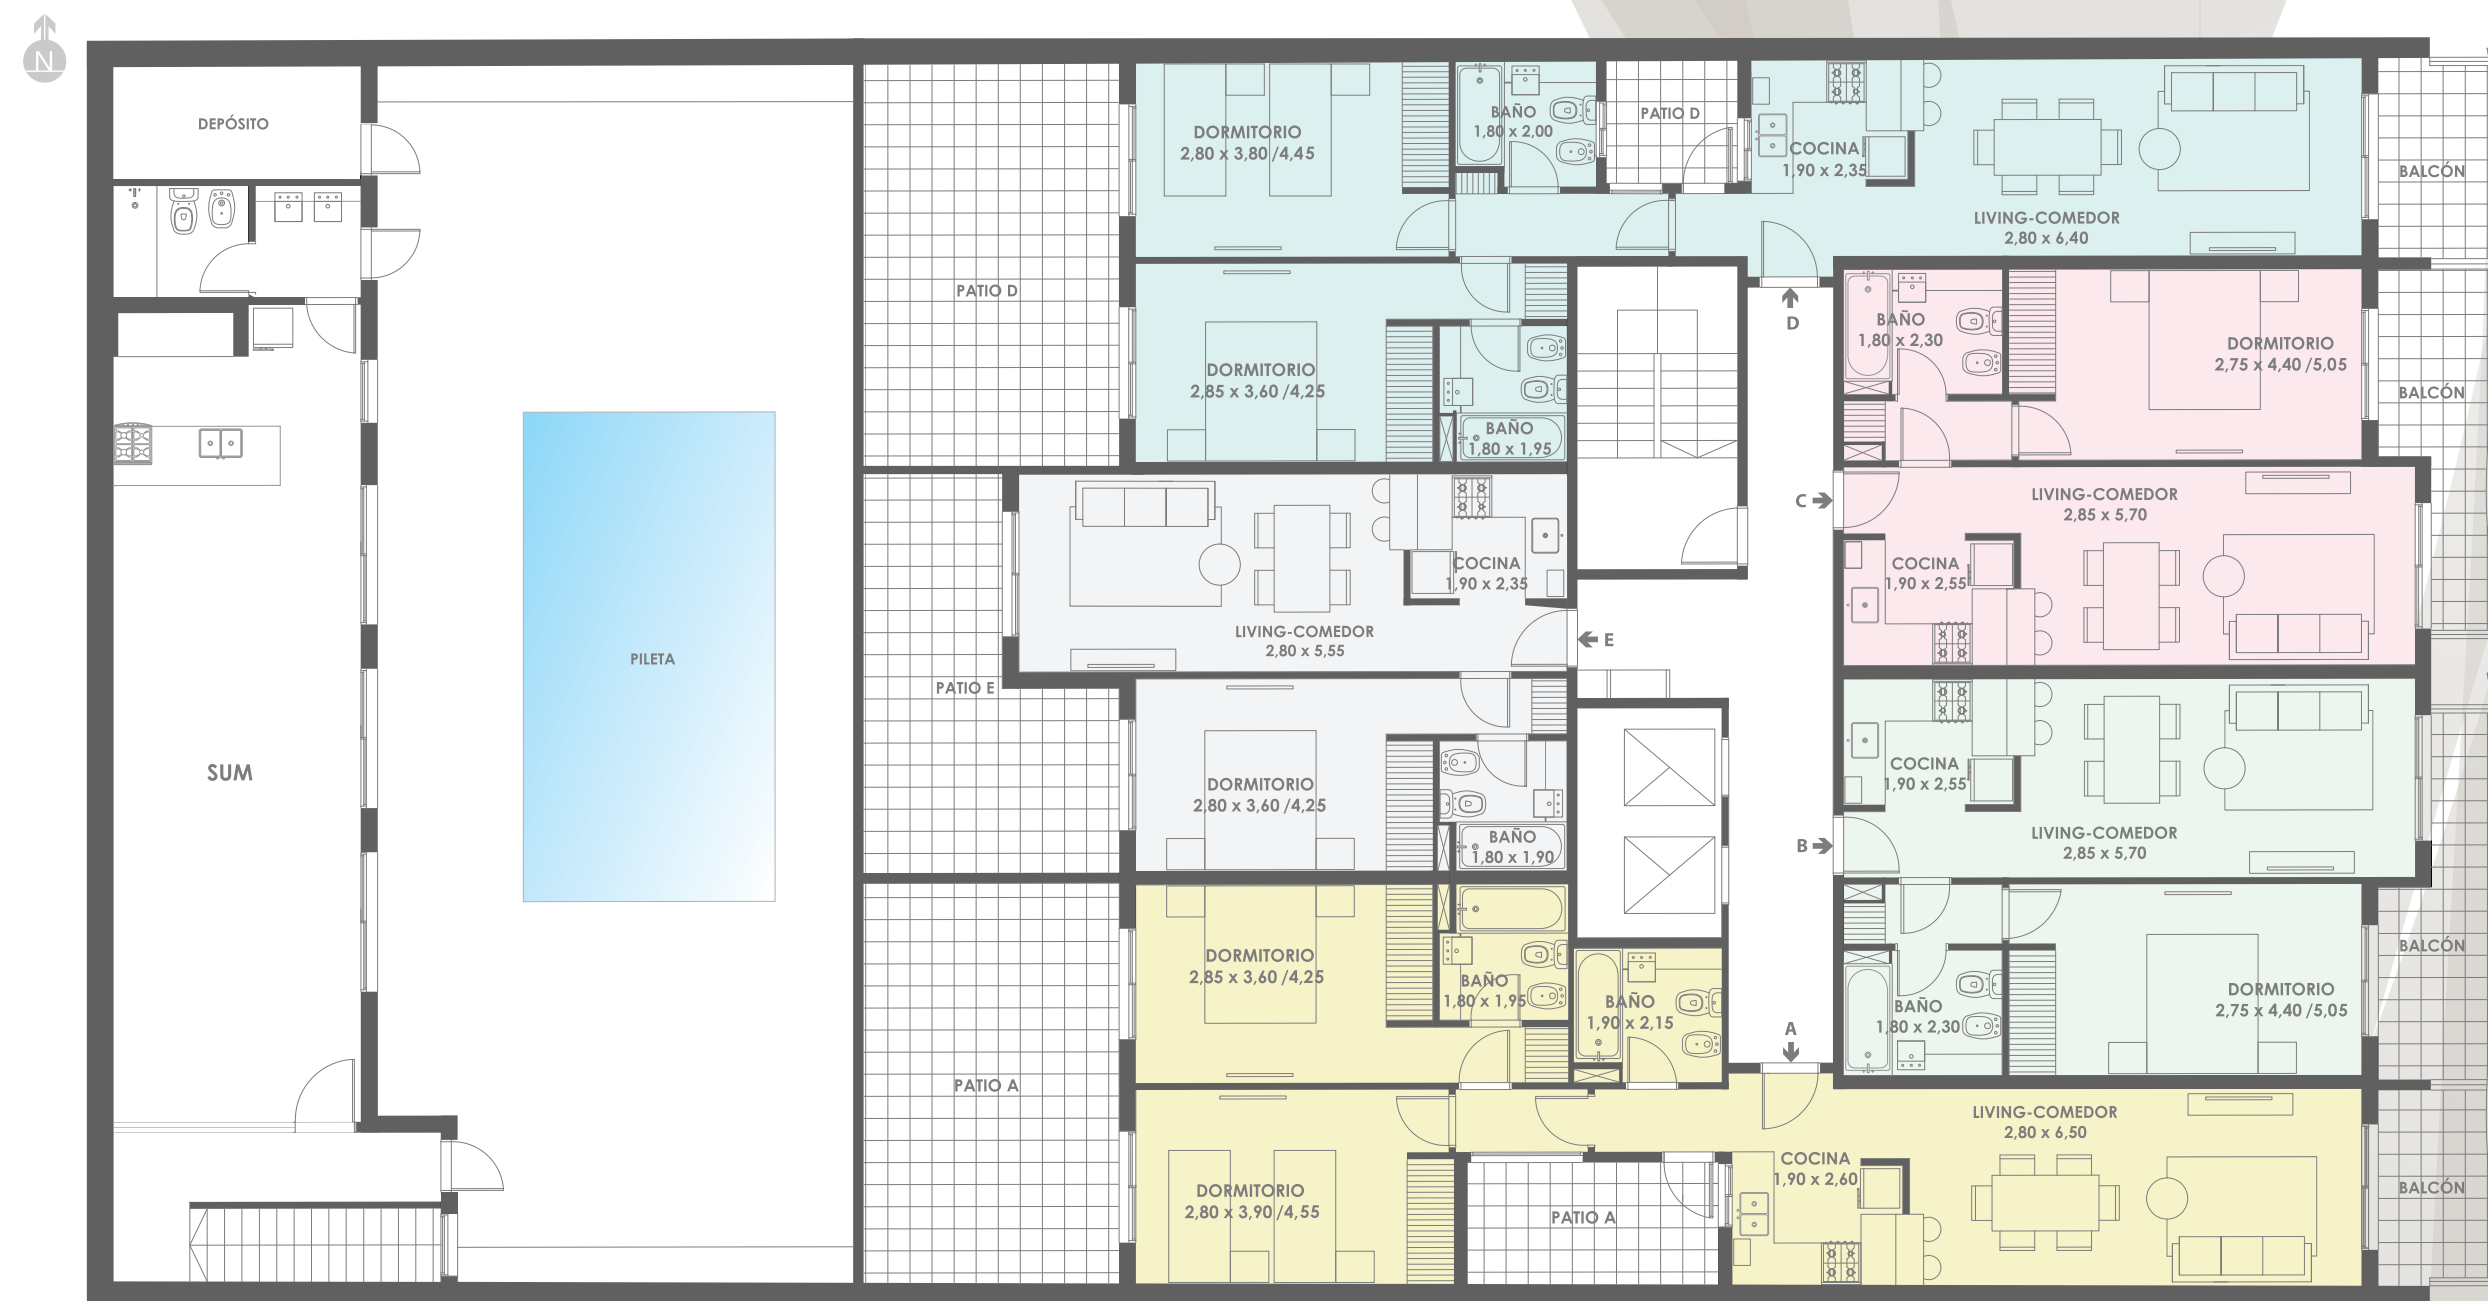 N
DEPÓSITO
SUM
PILETA
PATIO D
PATIO E
PATIO A
DORMITORIO
2,80 x 3,80 /4,45
BAÑO
1,80 x 2,00
PATIO D
COCINA
1,90 x 2,35
LIVING-COMEDOR
2,80 x 6,40
BALCÓN
DORMITORIO
2,85 x 3,60 /4,25
BAÑO
1,80 x 1,95
D
BAÑO
1,80 x 2,30
DORMITORIO
2,75 x 4,40 /5,05
BALCÓN
C
LIVING-COMEDOR
2,85 x 5,70
COCINA
1,90 x 2,55
COCINA
1,90 x 2,35
LIVING-COMEDOR
2,80 x 5,55
E
DORMITORIO
2,80 x 3,60 /4,25
BAÑO
1,80 x 1,90
COCINA
1,90 x 2,55
LIVING-COMEDOR
2,85 x 5,70
B
DORMITORIO
2,85 x 3,60 /4,25
BAÑO
1,80 x 1,95
BAÑO
1,90 x 2,15
A
BAÑO
1,80 x 2,30
DORMITORIO
2,75 x 4,40 /5,05
BALCÓN
DORMITORIO
2,80 x 3,90 /4,55
PATIO A
COCINA
1,90 x 2,60
LIVING-COMEDOR
2,80 x 6,50
BALCÓN